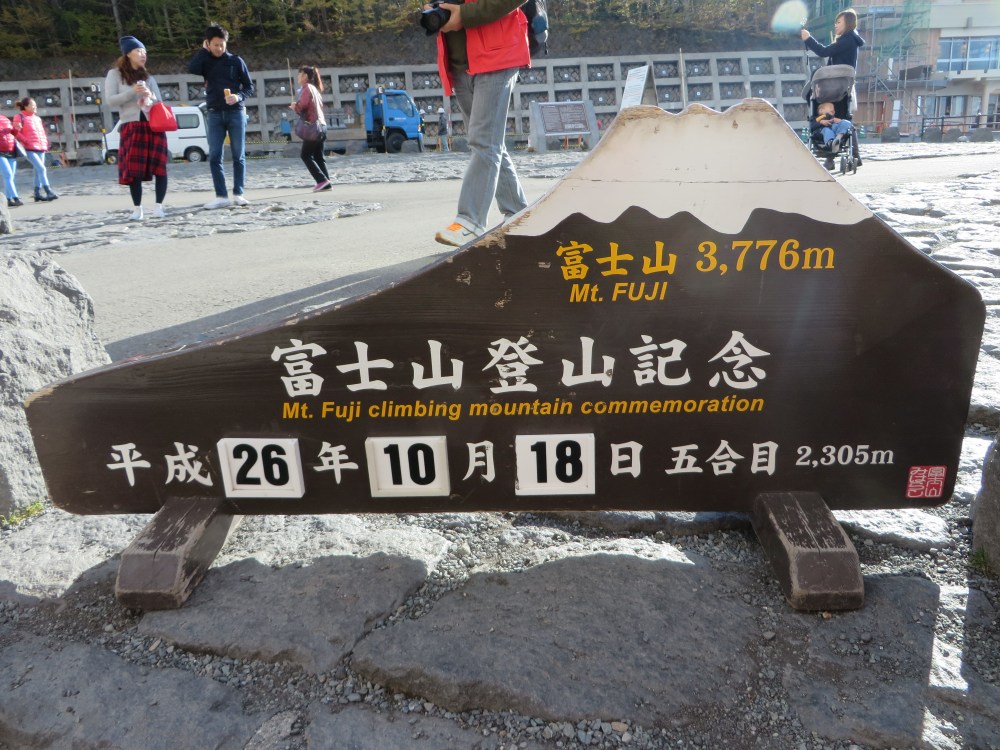 富士山 3,776m
Mt. FUJI
富士山登山記念
Mt. Fuji climbing mountain commemoration
平成 26 年 10 月 18 日 五合目 2,305m